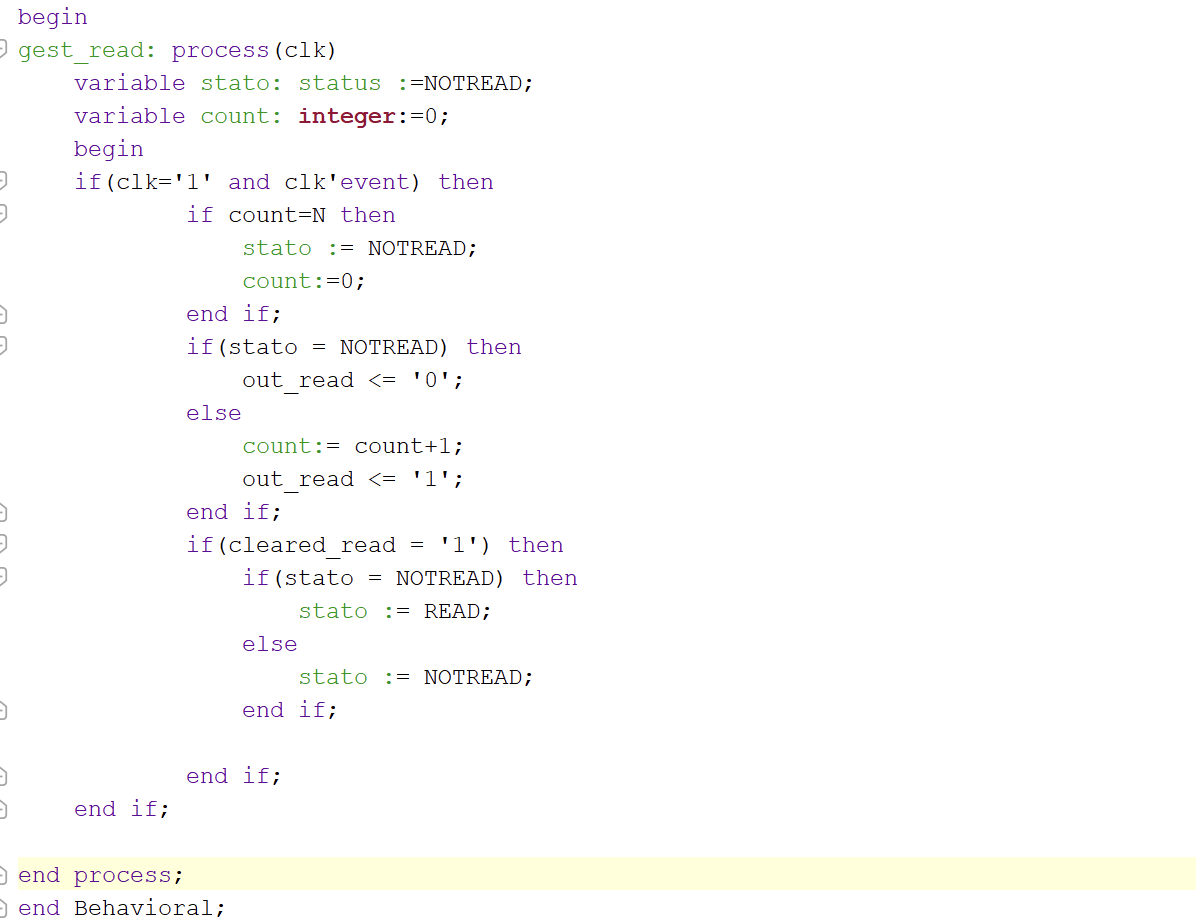 begin
gest_read: process(clk)
    variable stato: status :=NOTREAD;
    variable count: integer:=0;
    begin
    if(clk='1' and clk'event) then
            if count=N then
                stato := NOTREAD;
                count:=0;
            end if;
            if(stato = NOTREAD) then
                out_read <= '0';
            else
                count:= count+1;
                out_read <= '1';
            end if;
            if(cleared_read = '1') then
                if(stato = NOTREAD) then
                    stato := READ;
                else
                    stato := NOTREAD;
                end if;
            end if;
    end if;
end process;
end Behavioral;